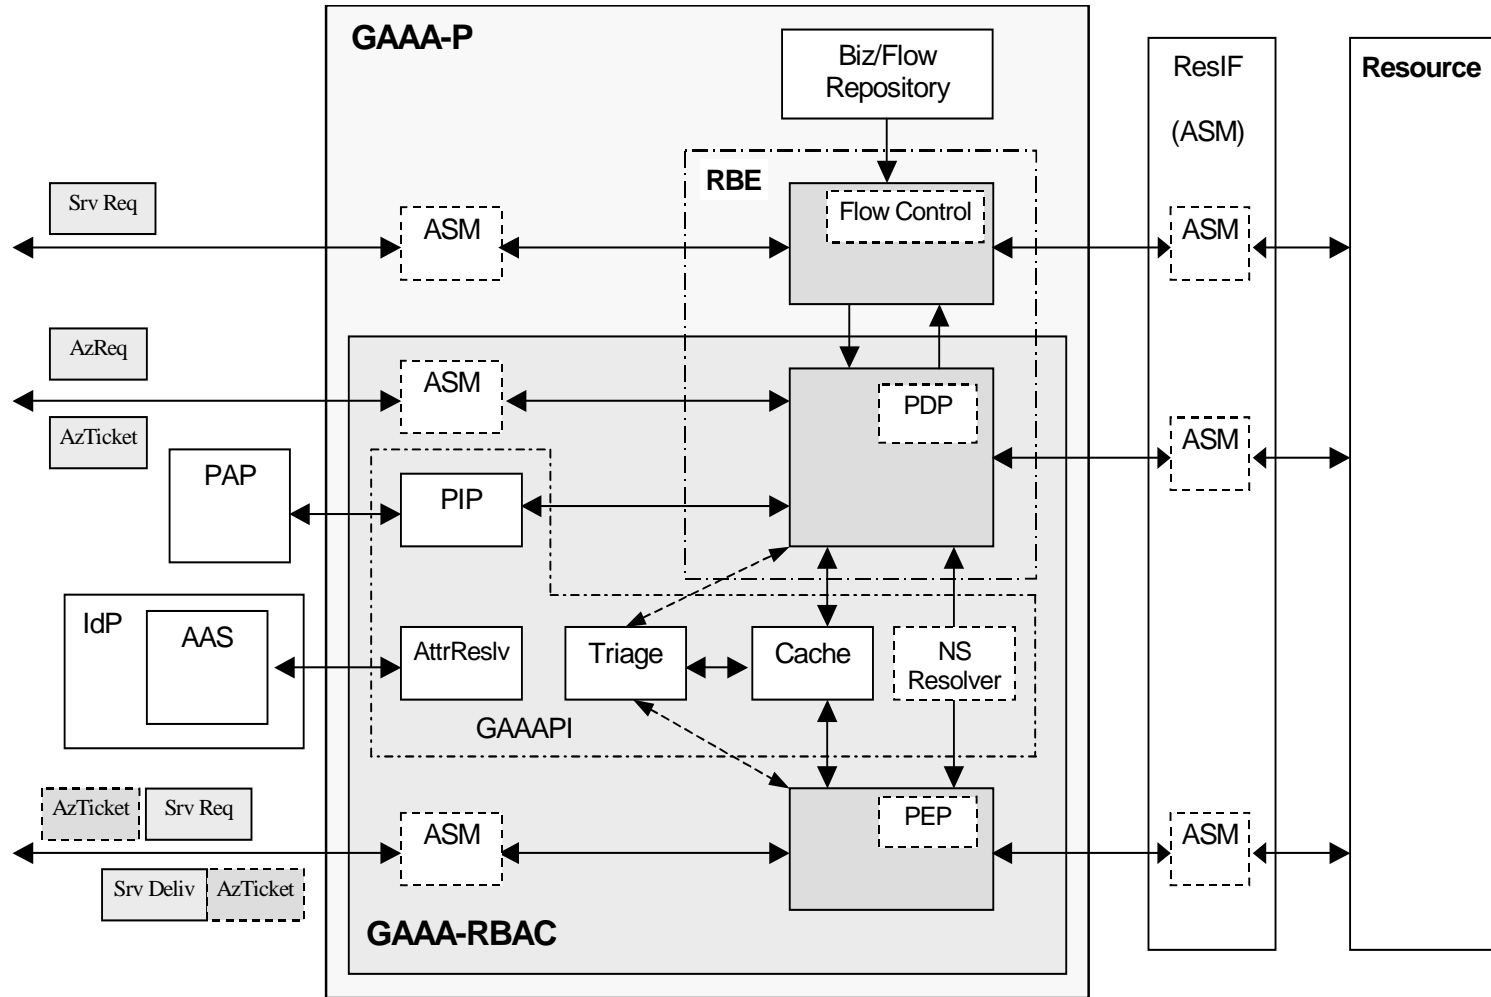 GAAA-P
Biz/Flow
Repository
ResIF
(ASM)
Resource
RBE
Srv Req
ASM
Flow Control
ASM
AzReq
ASM
PDP
AzTicket
ASM
PAP
PIP
IdP
AAS
AttrReslv
Triage
Cache
NS
Resolver
GAAAPI
AzTicket
Srv Req
ASM
PEP
ASM
Srv Deliv
AzTicket
GAAA-RBAC